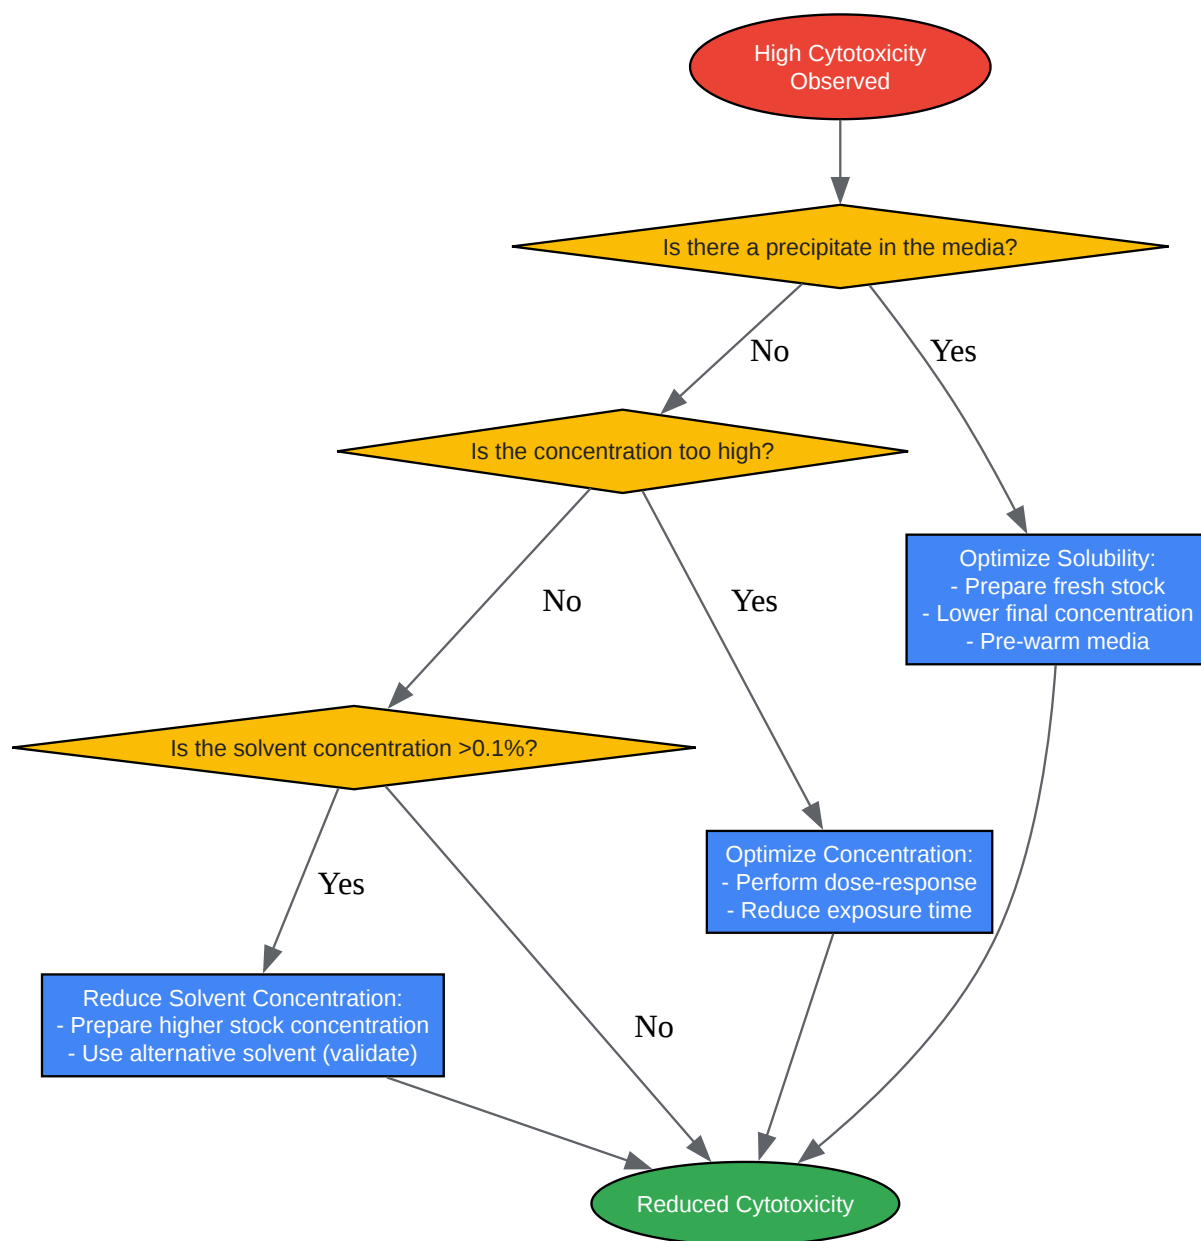 High Cytotoxicity
Observed
Is there a precipitate in the media?
No
Yes
Is the concentration too high?
Optimize Solubility:
- Prepare fresh stock
- Lower final concentration
- Pre-warm media
No
Yes
Is the solvent concentration >0.1%?
Optimize Concentration:
- Perform dose-response
- Reduce exposure time
Yes
Reduce Solvent Concentration:
- Prepare higher stock concentration
- Use alternative solvent (validate)
No
Reduced Cytotoxicity